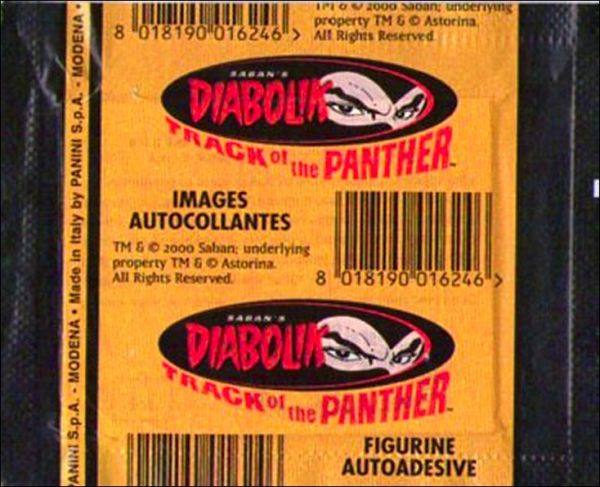 TM & © 2000 Saban; underlying
property TM & © Astorina.
All Rights Reserved
8 018190 016246 >
SABAN'S
DIABOLIK
TRACK of the PANTHER™
IMAGES
AUTOCOLLANTES
TM & © 2000 Saban; underlying
property TM & © Astorina.
All Rights Reserved.
8 018190 016246 >
SABAN'S
DIABOLIK
TRACK of the PANTHER™
FIGURINE
AUTOADESIVE
PANINI S.p.A. - MODENA • Made in Italy by PANINI S.p.A. - MODENA •